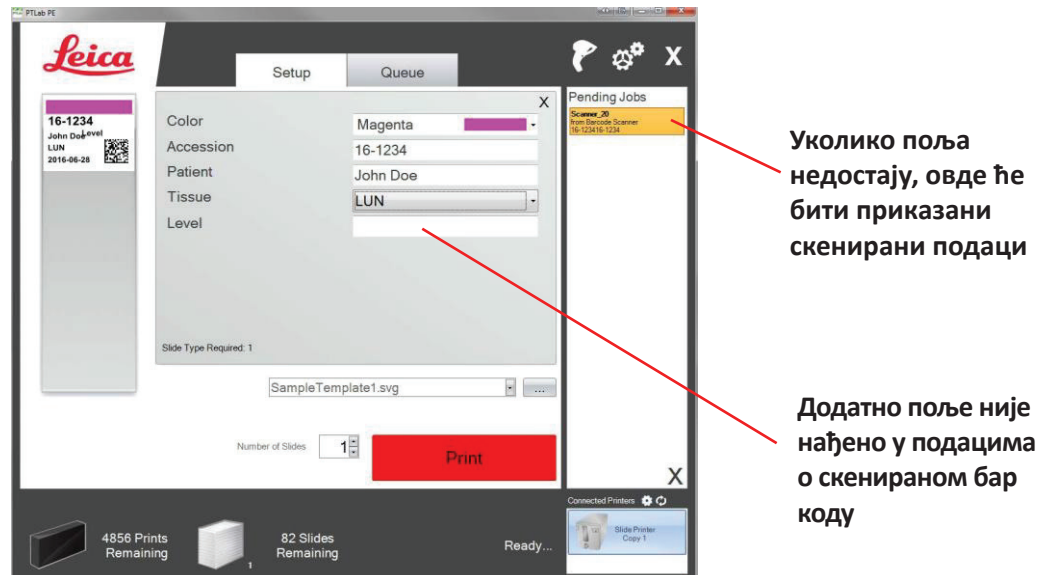 PTLab PE
Leica
Setup
Queue
X
16-1234
John Doe
Level
LUN
2016-06-28
X
Color
Magenta
Accession
16-1234
Patient
John Doe
Tissue
LUN
Level
Slide Type Required: 1
SampleTemplate1.svg
...
Number of Slides
1
Print
Pending Jobs
Scanner_20
from Barcode Scanner
16-123416-1234
X
Connected Printers
Slide Printer
Copy 1
4856 Prints
Remaining
1
82 Slides
Remaining
Ready...
Уколико поља
недостају, овде ће
бити приказани
скенирани подаци
Додатно поље није
нађено у подацима
о скенираном бар
коду